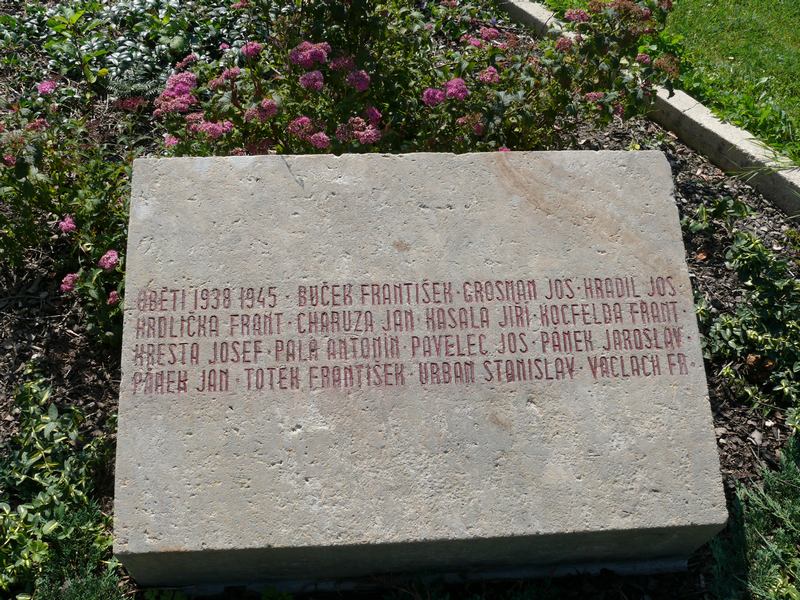 OBĚTI 1938 1945 · BUČEK FRANTIŠEK · GROSMAN JOS · HRADIL JOS ·
HRDLIČKA FRANT · CHARUZA JAN HASALA JIŘÍ · KOCFELDA FRANT ·
KRESTA JOSEF · PALA ANTONÍN PAVELEC JOS · PÁNEK JAROSLAV ·
PÁNEK JAN · TOTEK FRANTIŠEK · URBAN STANISLAV · VACLACH FR ·